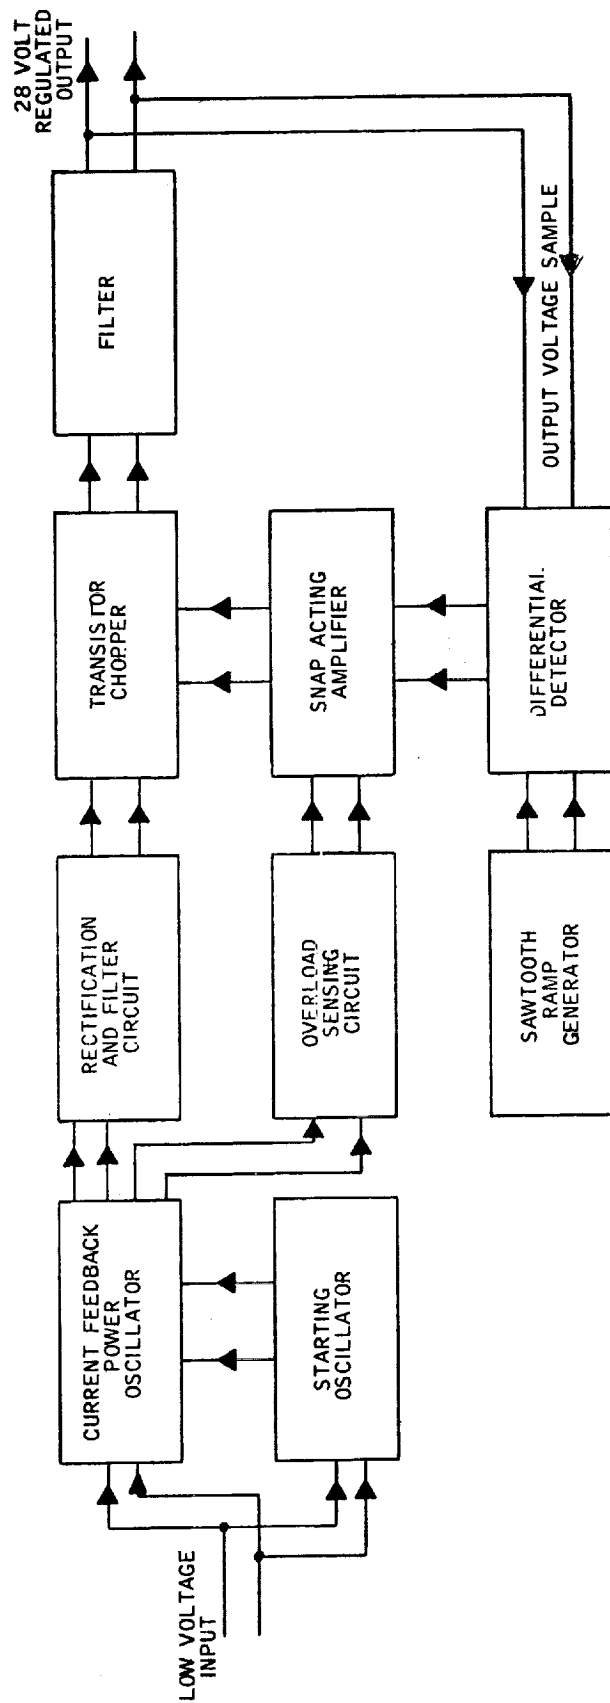 LOW VOLTAGE
INPUT
CURRENT FEEDBACK
POWER
OSCILLATOR
STARTING
OSCILLATOR
RECTIFICATION
AND FILTER
CIRCUIT
OVERLOAD
SENSING
CIRCUIT
SAWTOOTH
RAMP
GENERATOR
TRANSISTOR
CHOPPER
SNAP ACTING
AMPLIFIER
DIFFERENTIAL
DETECTOR
FILTER
OUTPUT VOLTAGE SAMPLE
28 VOLT
REGULATED
OUTPUT